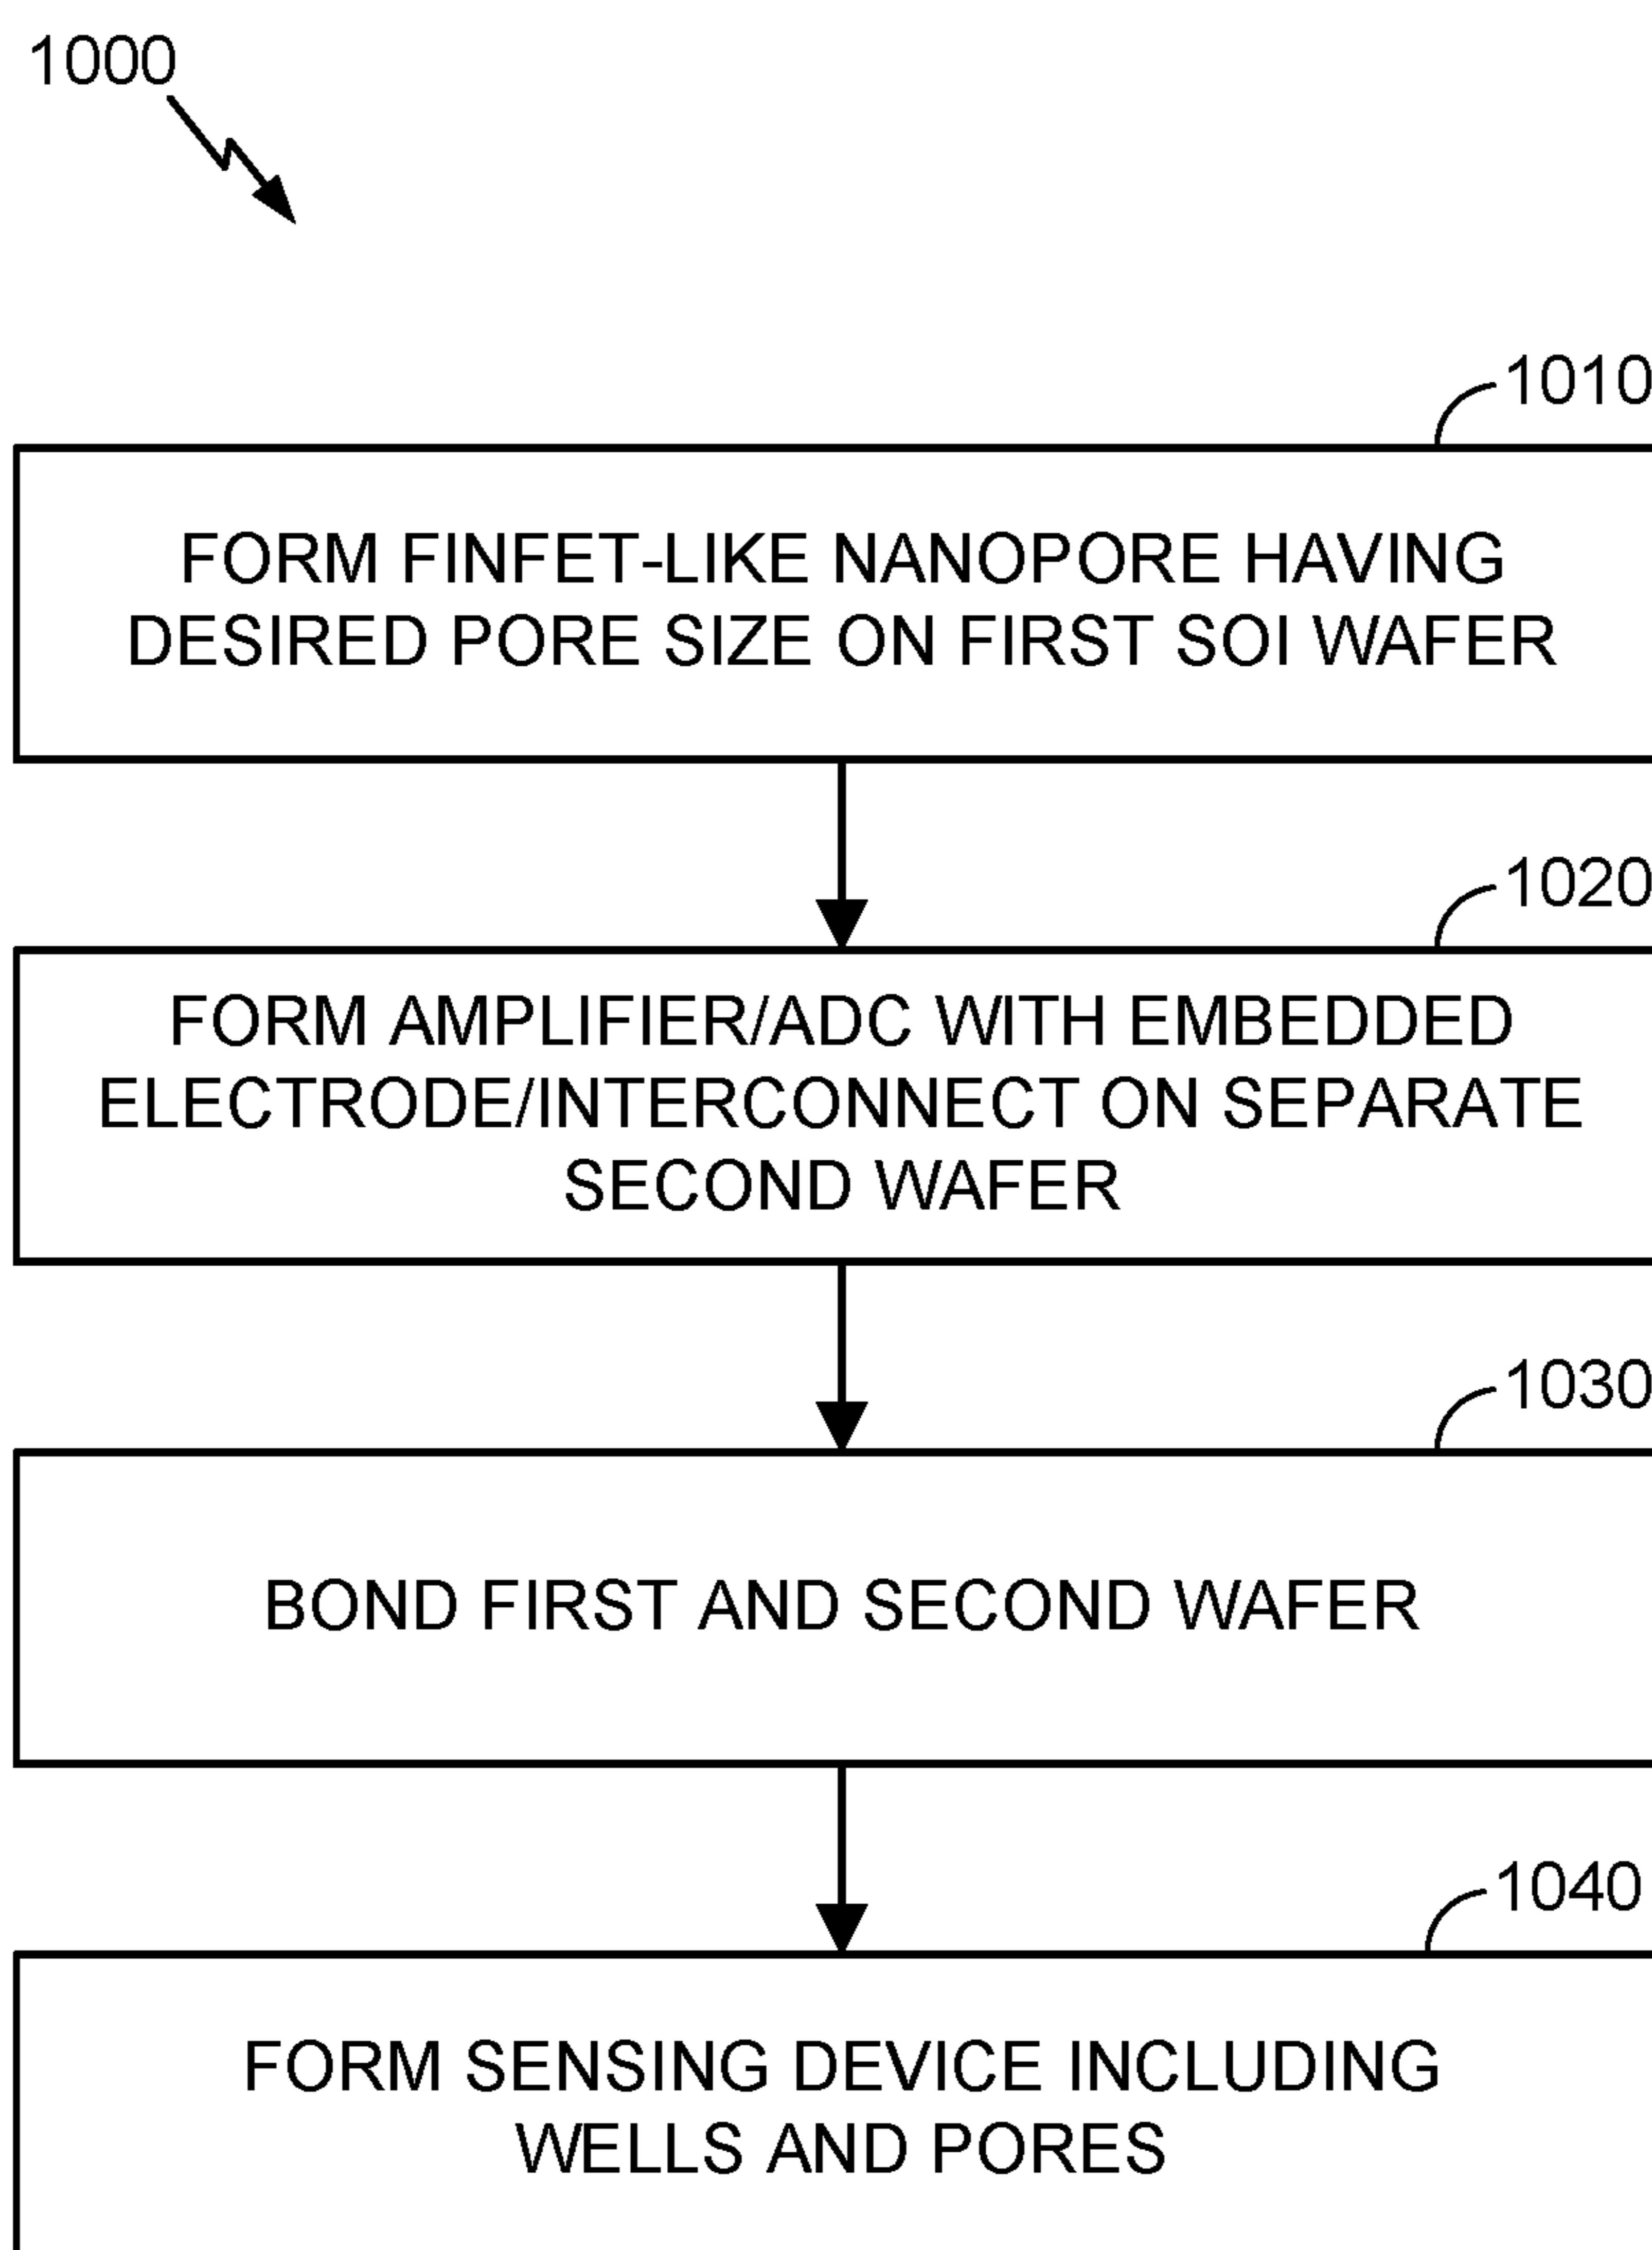 1000
1010
FORM FINFET-LIKE NANOPORE HAVING
DESIRED PORE SIZE ON FIRST SOI WAFER
1020
FORM AMPLIFIER/ADC WITH EMBEDDED
ELECTRODE/INTERCONNECT ON SEPARATE
SECOND WAFER
1030
BOND FIRST AND SECOND WAFER
1040
FORM SENSING DEVICE INCLUDING
WELLS AND PORES